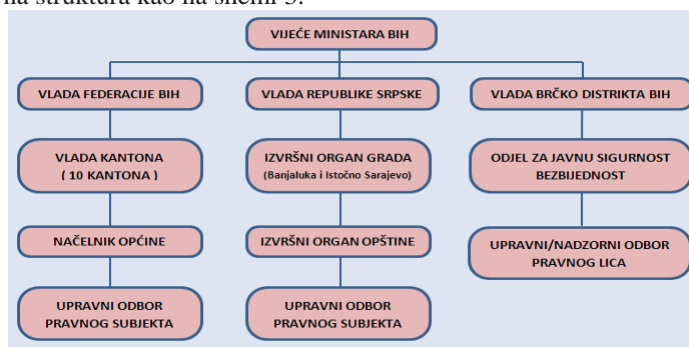 na struktura kao na shemi 3.
VIJEĆE MINISTARA BIH
VLADA FEDERACIJE BIH
VLADA REPUBLIKE SRPSKE
VLADA BRČKO DISTRIKTA BIH
VLADA KANTONA
( 10 KANTONA )
IZVRŠNI ORGAN GRADA
(Banjaluka i Istočno Sarajevo)
ODJEL ZA JAVNU SIGURNOST
BEZBIJEDNOST
NAČELNIK OPĆINE
IZVRŠNI ORGAN OPŠTINE
UPRAVNI/NADZORNI ODBOR
PRAVNOG LICA
UPRAVNI ODBOR
PRAVNOG SUBJEKTA
UPRAVNI ODBOR
PRAVNOG SUBJEKTA